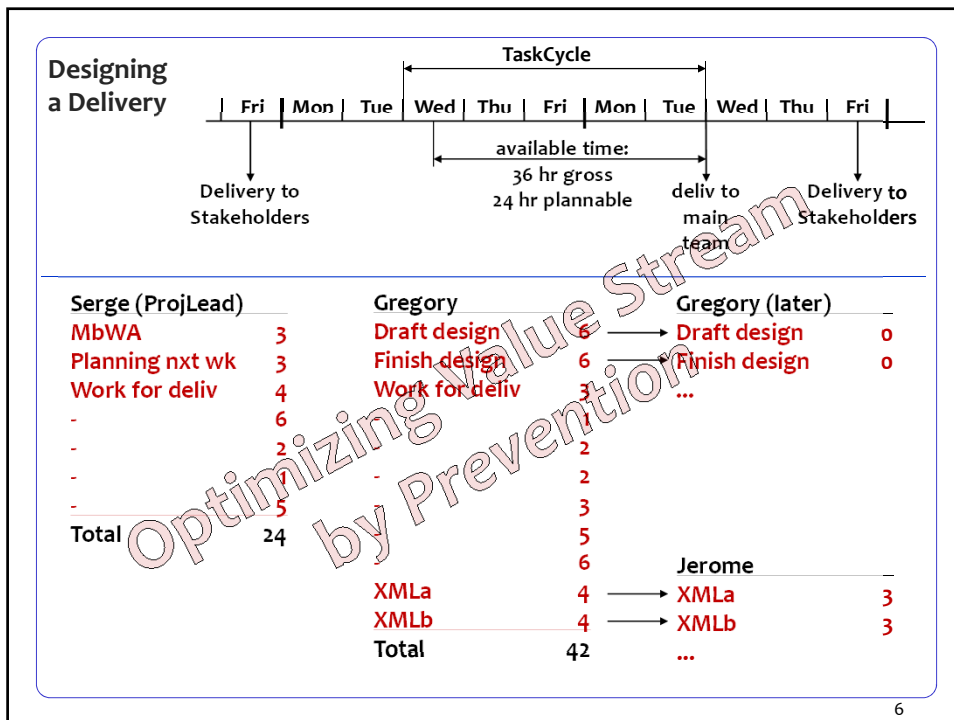 Designing
a Delivery
TaskCycle
Fri Mon Tue Wed Thu Fri Mon Tue Wed Thu Fri
available time:
36 hr gross
24 hr plannable
Delivery to
Stakeholders
deliv to
main
team
Delivery to
Stakeholders
Optimizing value Stream
by Prevention
Serge (ProjLead)
MbWA 3
Planning nxt wk 3
Work for deliv 4
- 6
- 2
- 1
- 5
Total 24
Gregory
Draft design 6
Finish design 6
Work for deliv 3
- 1
- 2
- 2
- 3
- 5
- 6
XMLa 4
XMLb 4
Total 42
Gregory (later)
Draft design 0
Finish design 0
...
Jerome
XMLa 3
XMLb 3
...
6